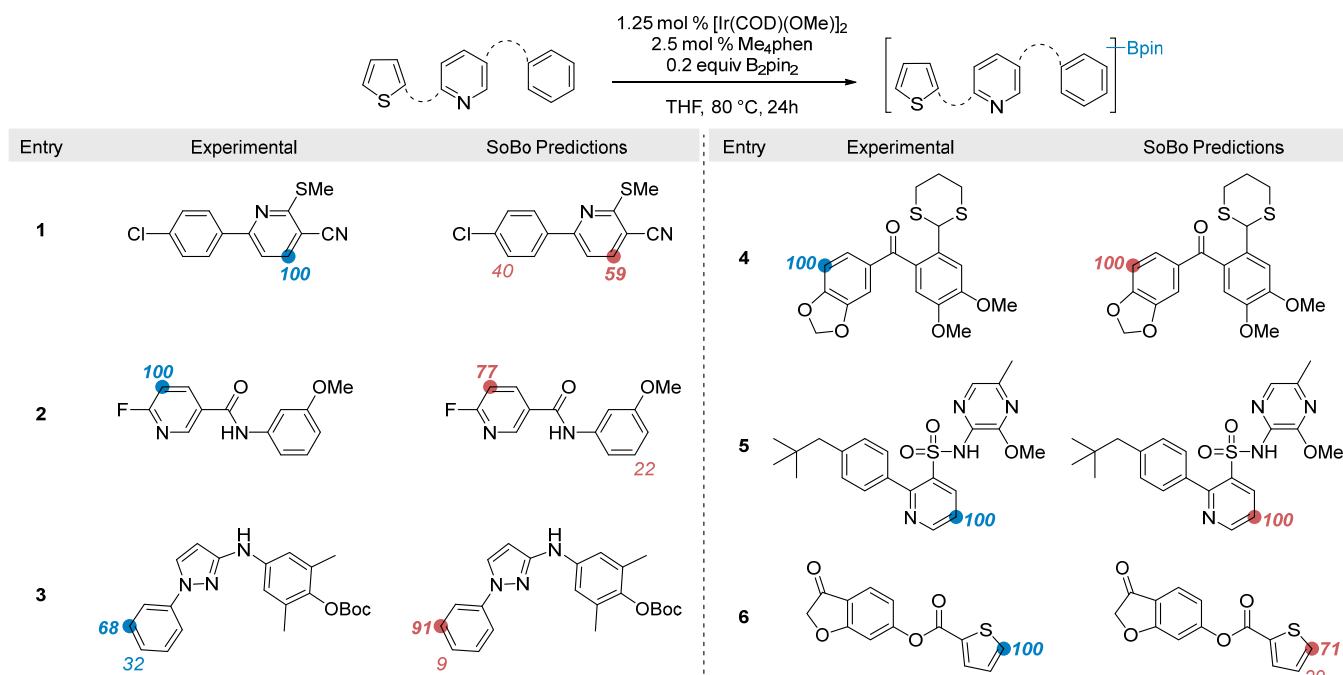 1.25 mol % [Ir(COD)(OMe)]2
2.5 mol % Me4phen
0.2 equiv B2pin2
THF, 80 °C, 24h
S
N
S
N
Bpin
Entry Experimental SoBo Predictions Entry Experimental SoBo Predictions
1
SMe
N
Cl
CN
100
SMe
N
Cl
CN
40
59
2
100
O
OMe
F
N
HN
77
O
OMe
F
N
HN
22
3
H
N
N
N
OBoc
68
32
H
N
N
N
OBoc
91
9
4
S S
O
100
O
O
OMe
OMe
S S
O
100
O
O
OMe
OMe
5
N
N
O
O
S
NH
OMe
N
100
N
N
O
O
S
NH
OMe
N
100
6
O
O
O
O
S
100
O
O
O
O
S
71